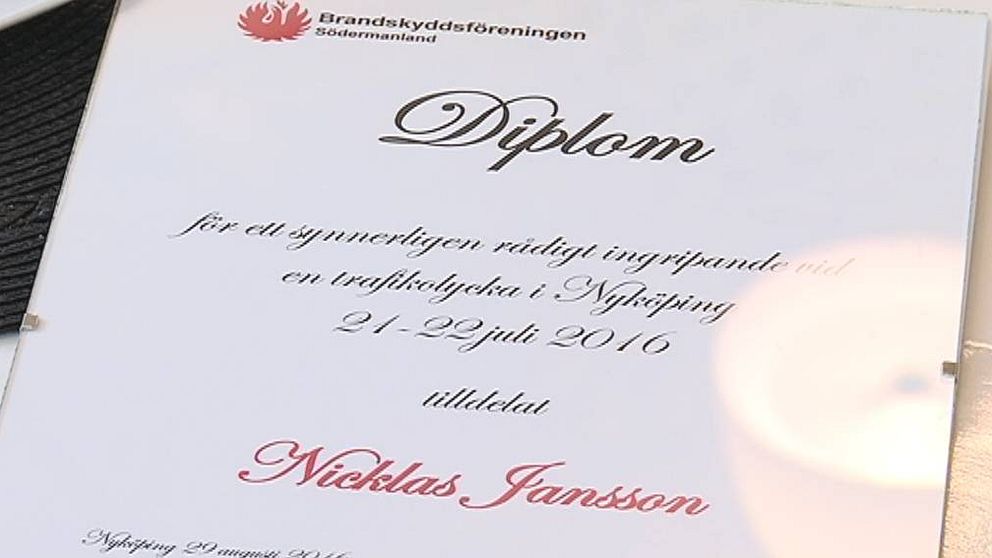 Brandskyddsföreningen
Södermanland
Diplom
för ett synnerligen rådigt ingripande vid
en trafikolycka i Nyköping
21-22 juli 2016
tilldelat
Nicklas Jansson
Nyköping 29 augusti 2016